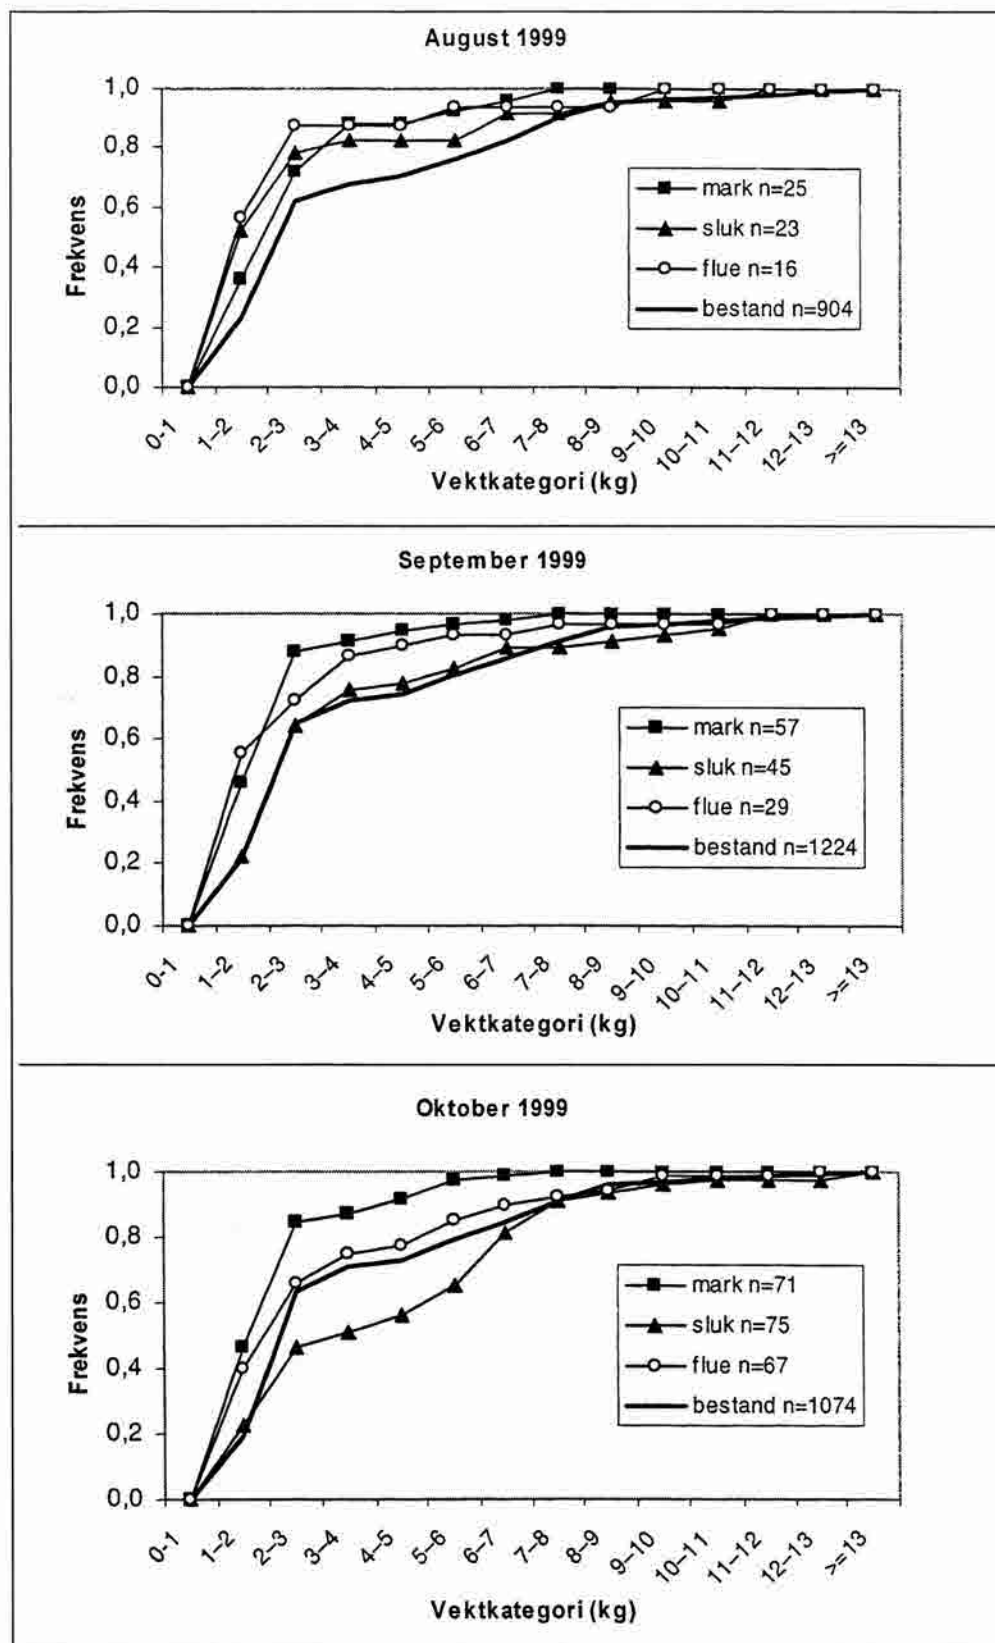 August 1999
1,0
0,8
0,6
0,4
0,2
0,0
Frekvens
mark n=25
sluk n=23
flue n=16
bestand n=904
0-1
1–2
2–3
3–4
4–5
5–6
6–7
7–8
8–9
9–10
10–11
11–12
12–13
>=13
Vektkategori (kg)
September 1999
1,0
0,8
0,6
0,4
0,2
0,0
Frekvens
mark n=57
sluk n=45
flue n=29
bestand n=1224
0-1
1–2
2–3
3–4
4–5
5–6
6–7
7–8
8–9
9–10
10–11
11–12
12–13
>=13
Vektkategori (kg)
Oktober 1999
1,0
0,8
0,6
0,4
0,2
0,0
Frekvens
mark n=71
sluk n=75
flue n=67
bestand n=1074
0-1
1–2
2–3
3–4
4–5
5–6
6–7
7–8
8–9
9–10
10–11
11–12
12–13
>=13
Vektkategori (kg)